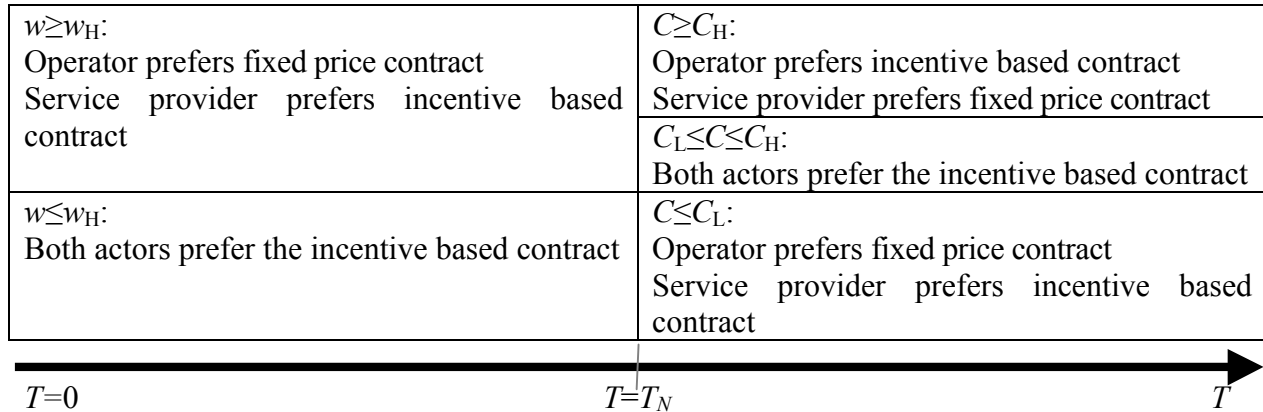 w≥wH:
Operator prefers fixed price contract
Service provider prefers incentive based
contract
w≤wH:
Both actors prefer the incentive based contract
C≥CH:
Operator prefers incentive based contract
Service provider prefers fixed price contract
CL≤C≤CH:
Both actors prefer the incentive based contract
C≤CL:
Operator prefers fixed price contract
Service provider prefers incentive based
contract
T=0 T=TN T